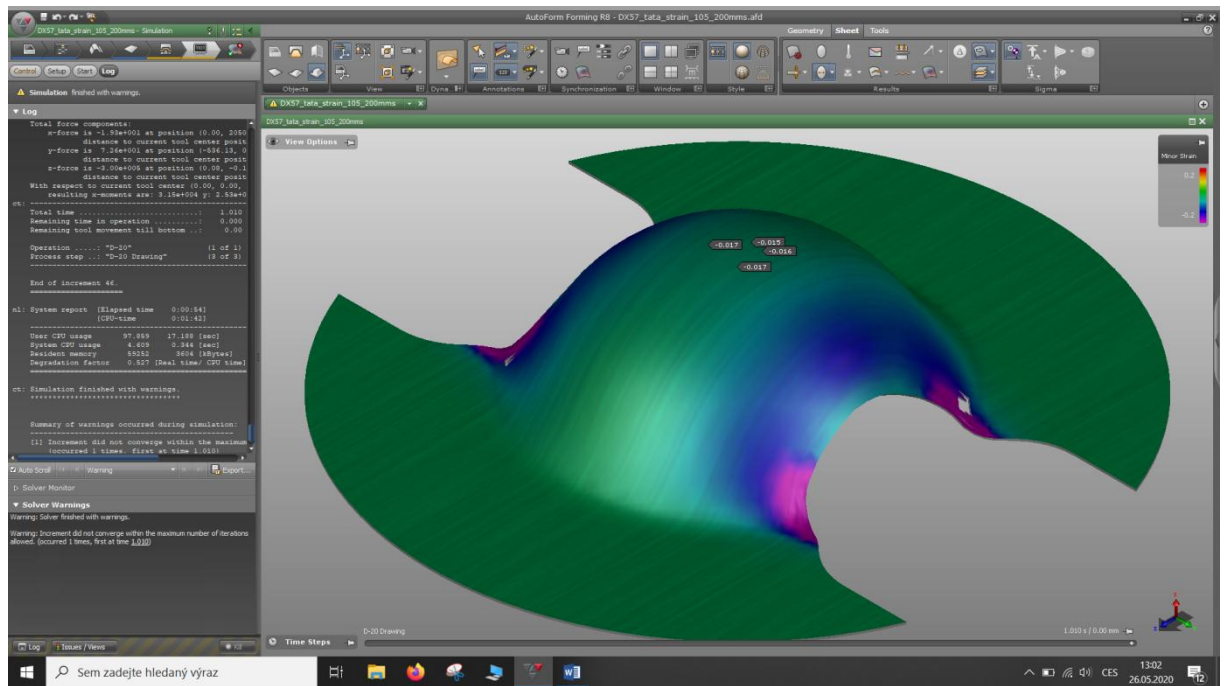 AutoForm Forming R8 - DX57_tata_strain_105_200mms.afd
DX57_tata_strain_105_200mms - Simulation
Geometry Sheet Tools
Control Setup Start Log
Objects View Dyna.. Annotations Synchronization Window Style Results Sigma
Simulation finished with warnings.
Log
Total force components:
x-force is -1.93e+001 at position (0.00, 2050
distance to current tool center posit
y-force is 7.26e+001 at position (-536.13, 0
distance to current tool center posit
z-force is -3.00e+005 at position (0.08, -0.1
distance to current tool center posit
With respect to current tool center (0.00, 0.00,
resulting x-moments are: 3.15e+004 y: 2.53e+0
ct:
Total time ............................: 1.010
Remaining time in operation ..........: 0.000
Remaining tool movement till bottom ..: 0.00
Operation .....: "D-20" (1 of 1)
Process step ..: "D-20 Drawing" (3 of 3)
End of increment 46.
nl: System report [Elapsed time 0:00:54]
[CPU-time 0:01:42]
User CPU usage 97.859 17.188 [sec]
System CPU usage 4.609 0.344 [sec]
Resident memory 59252 3604 [kBytes]
Degradation factor 0.527 [Real time/ CPU time]
ct: Simulation finished with warnings.
**********************************
Summary of warnings occurred during simulation:
[1] Increment did not converge within the maximum
(occurred 1 times, first at time 1.010)
Auto Scroll Warning Export...
Solver Monitor
Solver Warnings
Warning: Solver finished with warnings.
Warning: Increment did not converge within the maximum number of iterations
allowed. (occurred 1 times, first at time 1.010)
Log Issues / Views Kill
DX57_tata_strain_105_200mms
DX57_tata_strain_105_200mms
View Options
Minor Strain
0.2
-0.2
-0.017
-0.015
-0.016
-0.017
D-20 Drawing
1.010 s / 0.00 mm
Time Steps
Sem zadejte hledaný výraz
CES
13:02
26.05.2020
12